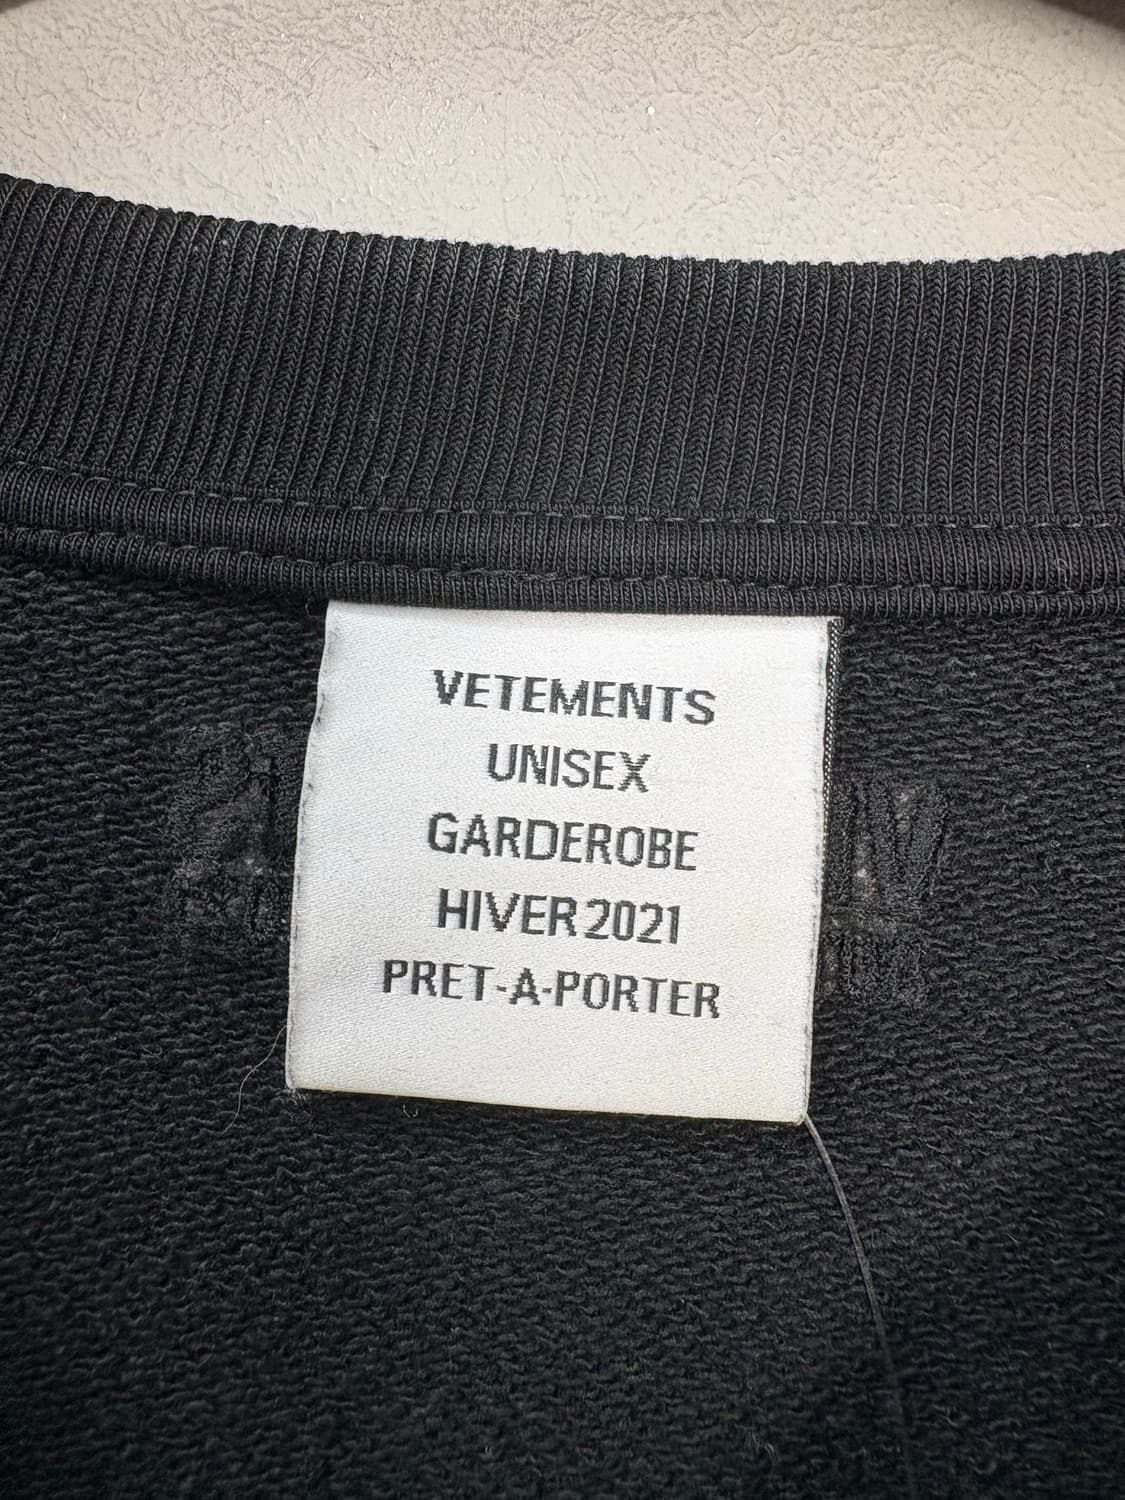 VETEMENTS
UNISEX
GARDEROBE
HIVER 2021
PRET-A-PORTER